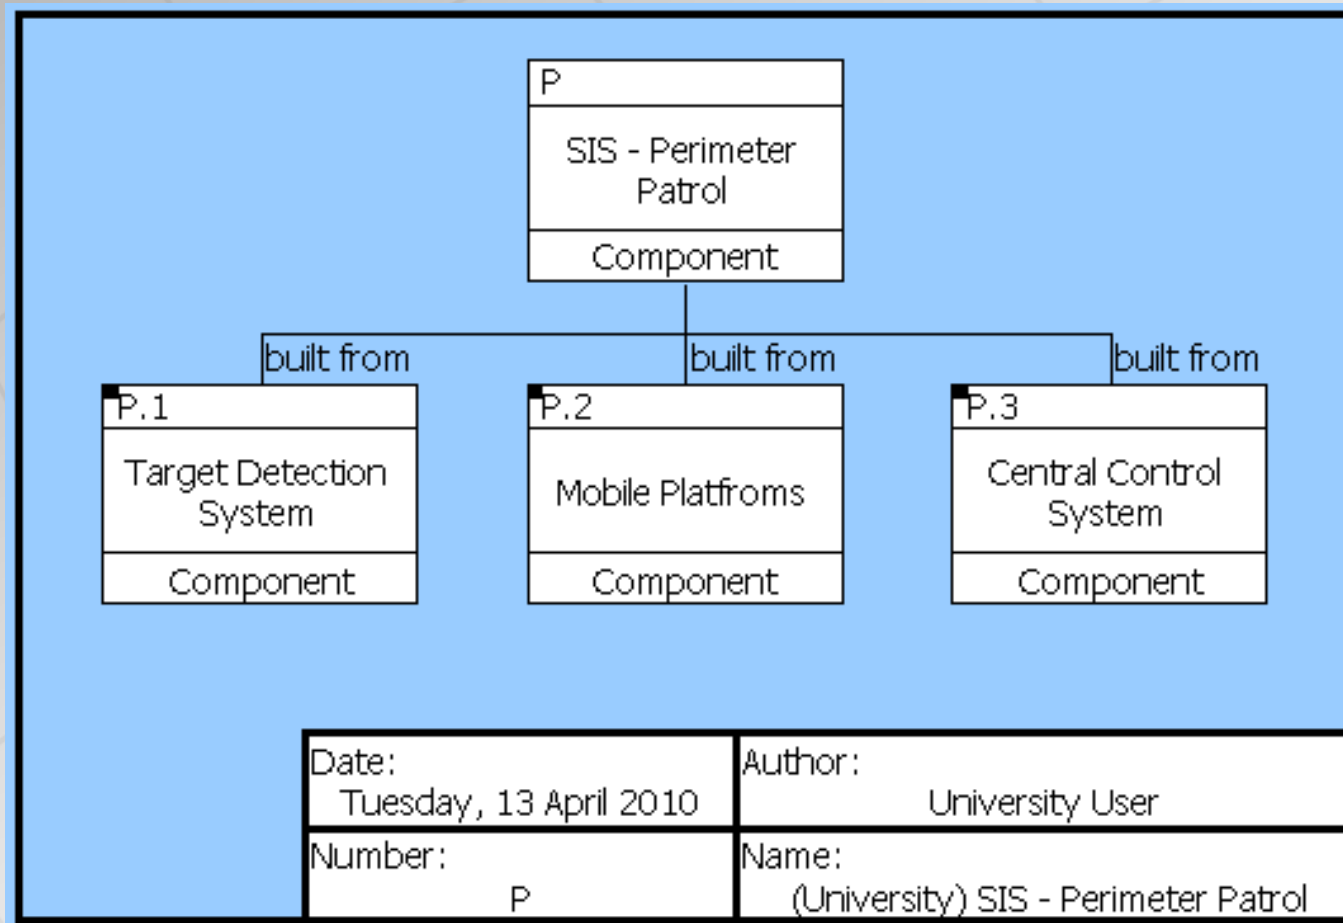 P
SIS - Perimeter
Patrol
Component
built from
built from
built from
P.1
Target Detection
System
Component
P.2
Mobile Platfroms
Component
P.3
Central Control
System
Component
Date:
Tuesday, 13 April 2010
Author:
University User
Number:
P
Name:
(University) SIS - Perimeter Patrol